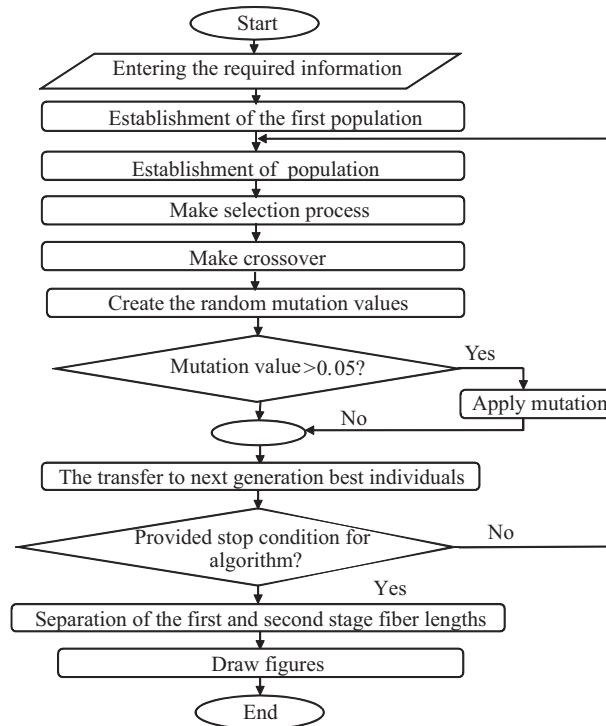 Start
Entering the required information
Establishment of the first population
Establishment of population
Make selection process
Make crossover
Create the random mutation values
Mutation value>0.05?
Yes
Apply mutation
No
The transfer to next generation best individuals
Provided stop condition for
algorithm?
No
Yes
Separation of the first and second stage fiber lengths
Draw figures
End